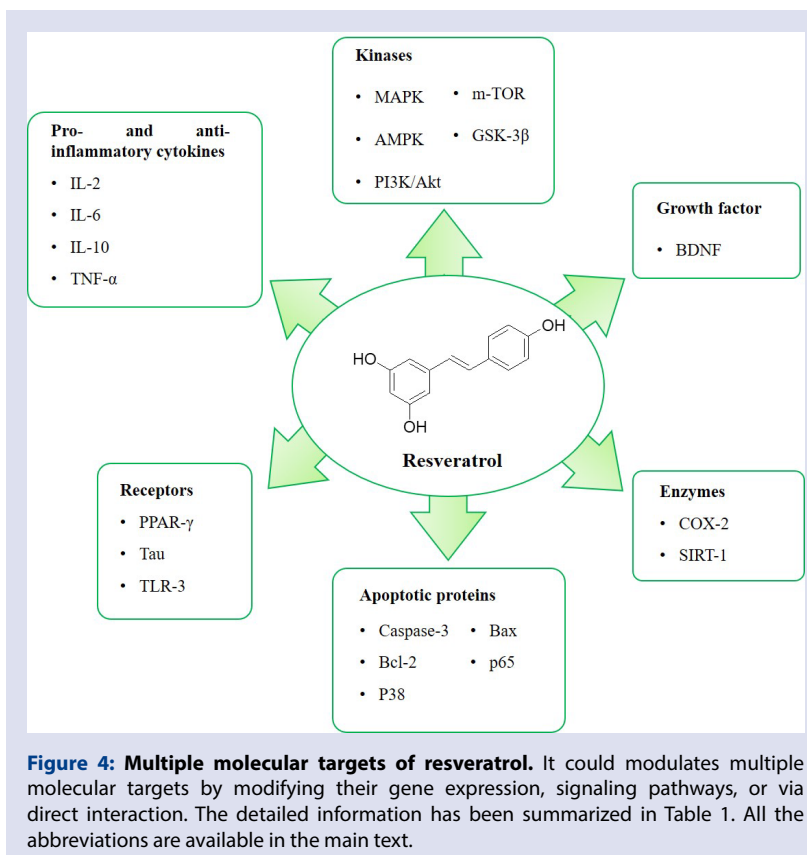 Kinases
• MAPK
• m-TOR
• AMPK
• GSK-3β
• PI3K/Akt
Pro- and anti-
inflammatory cytokines
• IL-2
• IL-6
• IL-10
• TNF-α
Growth factor
• BDNF
OH
HO
OH
Resveratrol
Receptors
• PPAR-γ
• Tau
• TLR-3
Enzymes
• COX-2
• SIRT-1
Apoptotic proteins
• Caspase-3
• Bax
• Bcl-2
• p65
• P38
Figure 4: Multiple molecular targets of resveratrol. It could modulates multiple
molecular targets by modifying their gene expression, signaling pathways, or via
direct interaction. The detailed information has been summarized in Table 1. All the
abbreviations are available in the main text.